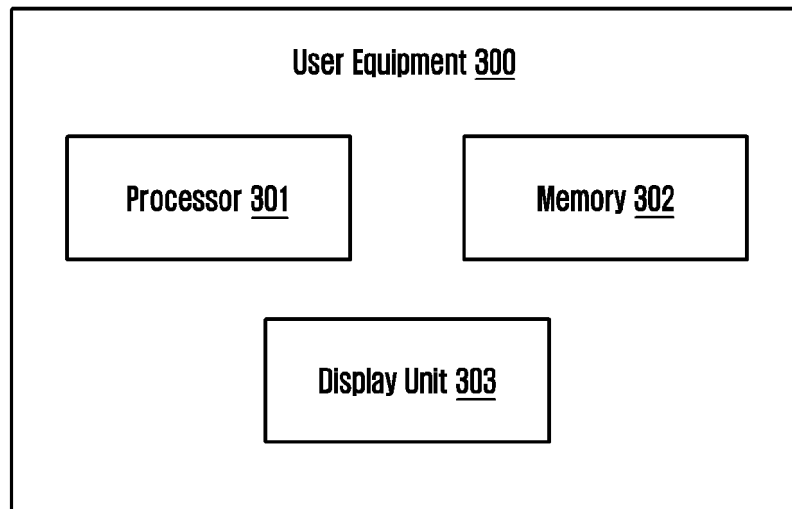 User Equipment 300
Processor 301
Memory 302
Display Unit 303